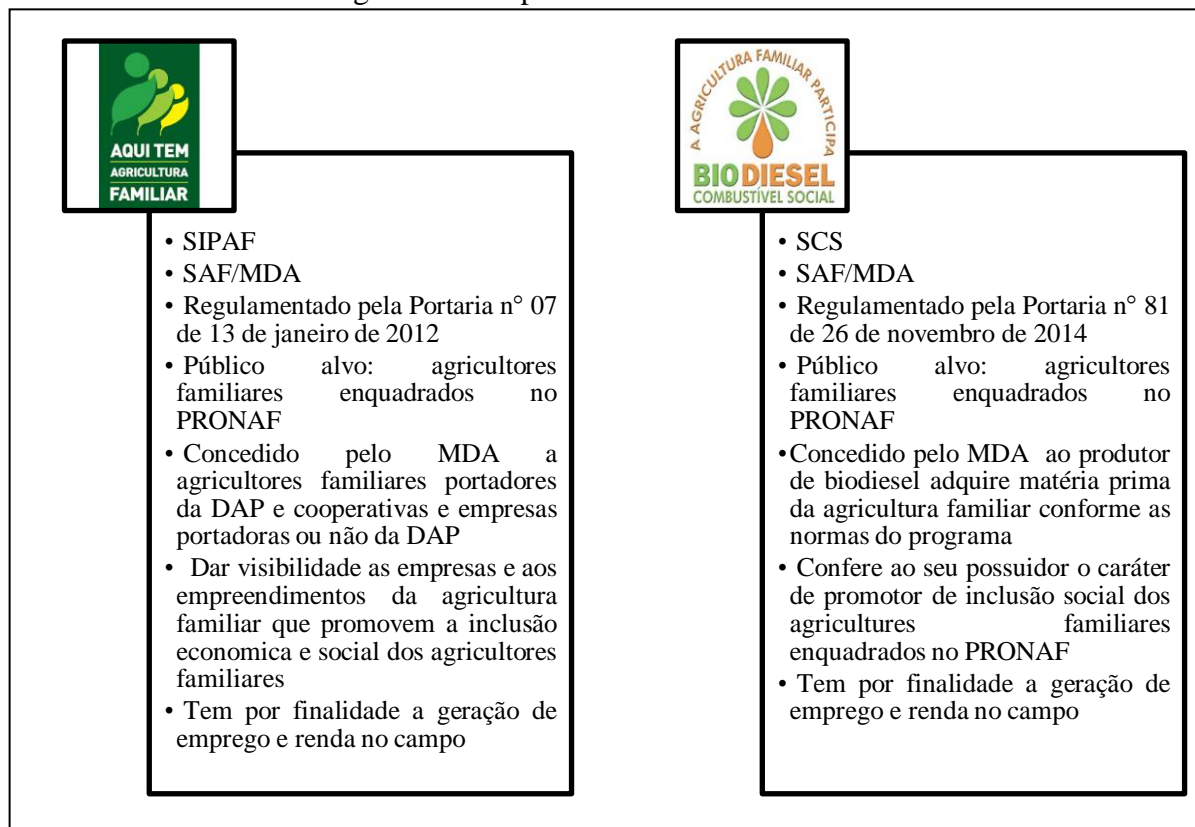 AQUI TEM
AGRICULTURA
FAMILIAR
• SIPAF
• SAF/MDA
• Regulamentado pela Portaria n° 07
de 13 de janeiro de 2012
• Público alvo: agricultores
familiares enquadrados no
PRONAF
• Concedido pelo MDA a
agricultores familiares portadores
da DAP e cooperativas e empresas
portadoras ou não da DAP
• Dar visibilidade as empresas e aos
empreendimentos da agricultura
familiar que promovem a inclusão
economica e social dos agricultores
familiares
• Tem por finalidade a geração de
emprego e renda no campo
A AGRICULTURA FAMILIAR PARTICIPA
BIODIESEL
COMBUSTÍVEL SOCIAL
• SCS
• SAF/MDA
• Regulamentado pela Portaria n° 81
de 26 de novembro de 2014
• Público alvo: agricultores
familiares enquadrados no
PRONAF
•Concedido pelo MDA ao produtor
de biodiesel adquire matéria prima
da agricultura familiar conforme as
normas do programa
• Confere ao seu possuidor o caráter
de promotor de inclusão social dos
agricultures familiares
enquadrados no PRONAF
• Tem por finalidade a geração de
emprego e renda no campo